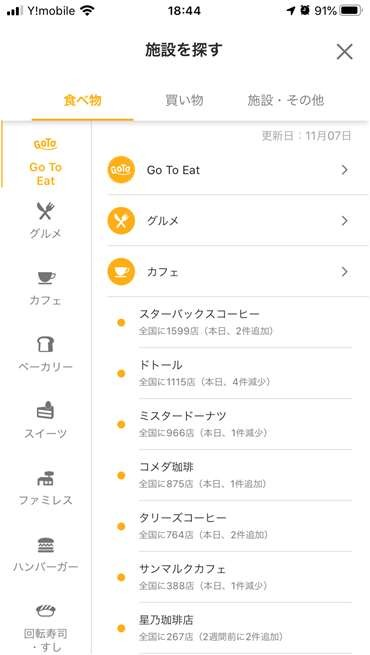 Y!mobile 18:44 91%
施設を探す
食べ物 買い物 施設・その他
更新日：11月07日
GoTo
Go To
Eat
グルメ
カフェ
ベーカリー
スイーツ
ファミレス
ハンバーガー
回転寿司
・すし
GoTo Go To Eat
グルメ
カフェ
スターバックスコーヒー
全国に1599店（本日、2件追加）
ドトール
全国に1115店（本日、4件減少）
ミスタードーナツ
全国に966店（本日、1件減少）
コメダ珈琲
全国に875店（本日、1件追加）
タリーズコーヒー
全国に764店（本日、2件追加）
サンマルクカフェ
全国に388店（本日、1件減少）
星乃珈琲店
全国に267店（2週間前に2件追加）